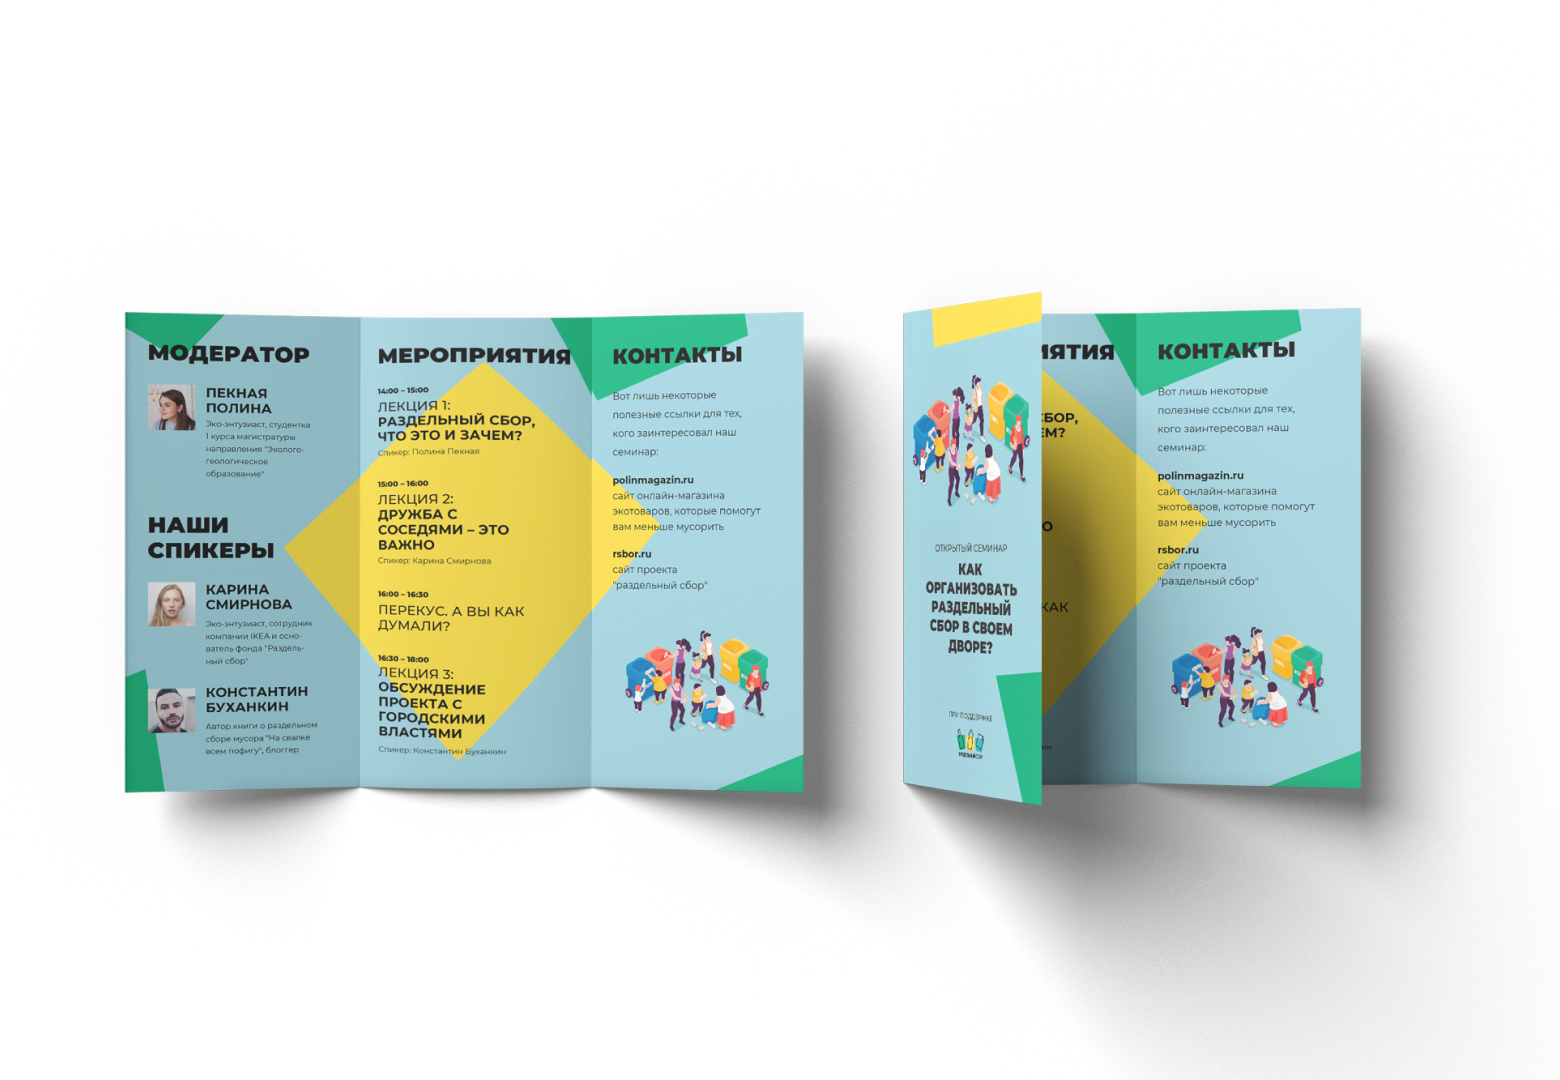 МОДЕРАТОР
ПЕКНАЯ
ПОЛИНА
Эко-энтузиаст, студентка
1 курса магистратуры
направления "Эколого-
геологическое
образование"
НАШИ
СПИКЕРЫ
КАРИНА
СМИРНОВА
Эко-энтузиаст, сотрудник
компании IKEA и осно-
ватель фонда "Раздель-
ный сбор"
КОНСТАНТИН
БУХАНКИН
Автор книги о раздельном
сборе мусора "На свалке
всем пофигу", блоггер
МЕРОПРИЯТИЯ
14:00 – 15:00
ЛЕКЦИЯ 1:
РАЗДЕЛЬНЫЙ СБОР,
ЧТО ЭТО И ЗАЧЕМ?
Спикер: Полина Пекная
15:00 – 16:00
ЛЕКЦИЯ 2:
ДРУЖБА С
СОСЕДЯМИ – ЭТО
ВАЖНО
Спикер: Карина Смирнова
16:00 – 16:30
ПЕРЕКУС, А ВЫ КАК
ДУМАЛИ?
16:30 – 18:00
ЛЕКЦИЯ 3:
ОБСУЖДЕНИЕ
ПРОЕКТА С
ГОРОДСКИМИ
ВЛАСТЯМИ
Спикер: Константин Буханкин
КОНТАКТЫ
Вот лишь некоторые
полезные ссылки для тех,
кого заинтересовал наш
семинар:
polinmagazin.ru
сайт онлайн-магазина
экотоваров, которые помогут
вам меньше мусорить
rsbor.ru
сайт проекта
"раздельный сбор"
ОТКРЫТЫЙ СЕМИНАР
КАК
ОРГАНИЗОВАТЬ
РАЗДЕЛЬНЫЙ
СБОР В СВОЕМ
ДВОРЕ?
ПРИ ПОДДЕРЖКЕ
ИЯТИЯ
СБОР,
ЕМ?
О
КАК
ин
КОНТАКТЫ
Вот лишь некоторые
полезные ссылки для тех,
кого заинтересовал наш
семинар:
polinmagazin.ru
сайт онлайн-магазина
экотоваров, которые помогут
вам меньше мусорить
rsbor.ru
сайт проекта
"раздельный сбор"